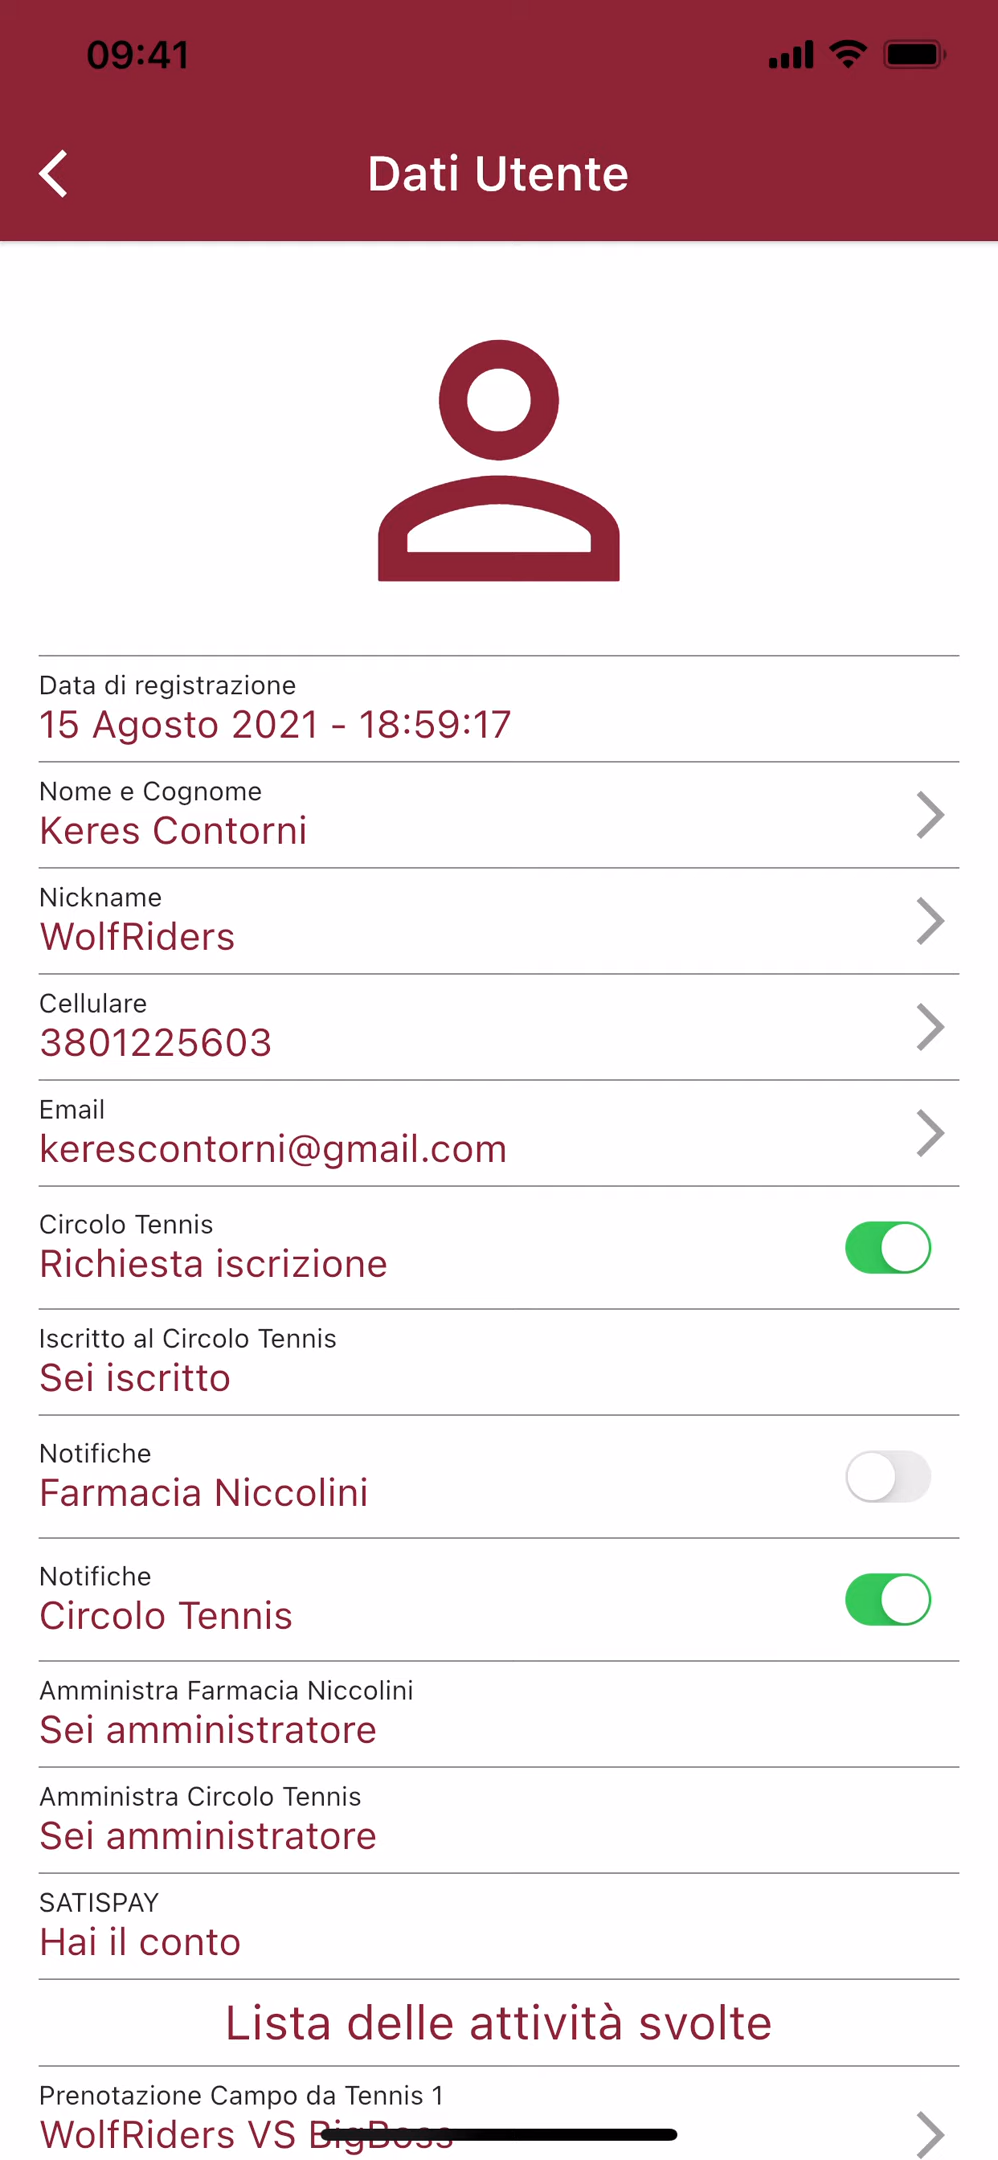 09:41
Dati Utente
Data di registrazione
15 Agosto 2021 - 18:59:17
Nome e Cognome
Keres Contorni
Nickname
WolfRiders
Cellulare
3801225603
Email
kerescontorni@gmail.com
Circolo Tennis
Richiesta iscrizione
Iscritto al Circolo Tennis
Sei iscritto
Notifiche
Farmacia Niccolini
Notifiche
Circolo Tennis
Amministra Farmacia Niccolini
Sei amministratore
Amministra Circolo Tennis
Sei amministratore
SATISPAY
Hai il conto
Lista delle attività svolte
Prenotazione Campo da Tennis 1
WolfRiders VS BigBoss